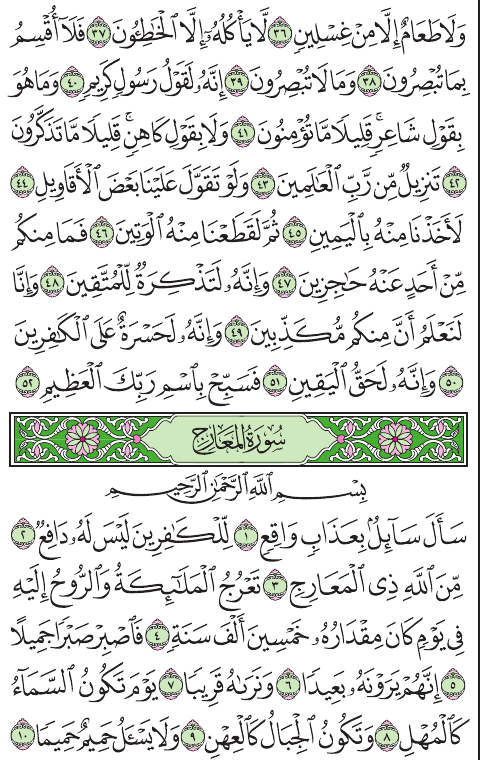 وَلَا طَعَامٌ إِلَّا مِنْ غِسْلِينٍ ٣٦ لَّا يَأْكُلُهُۥٓ إِلَّا ٱلْخَٰطِـُٔونَ ٣٧ فَلَآ أُقْسِمُ
بِمَا تُبْصِرُونَ ٣٨ وَمَا لَا تُبْصِرُونَ ٣٩ إِنَّهُۥ لَقَوْلُ رَسُولٍ كَرِيمٍ ٤٠ وَمَا هُوَ
بِقَوْلِ شَاعِرٍ ۚ قَلِيلًا مَّا تُؤْمِنُونَ ٤١ وَلَا بِقَوْلِ كَاهِنٍ ۚ قَلِيلًا مَّا تَذَكَّرُونَ
٤٢ تَنزِيلٌ مِّن رَّبِّ ٱلْعَٰلَمِينَ ٤٣ وَلَوْ تَقَوَّلَ عَلَيْنَا بَعْضَ ٱلْأَقَاوِيلِ ٤٤
لَأَخَذْنَا مِنْهُ بِٱلْيَمِينِ ٤٥ ثُمَّ لَقَطَعْنَا مِنْهُ ٱلْوَتِينَ ٤٦ فَمَا مِنكُم
مِّنْ أَحَدٍ عَنْهُ حَٰجِزِينَ ٤٧ وَإِنَّهُۥ لَتَذْكِرَةٌ لِّلْمُتَّقِينَ ٤٨ وَإِنَّا
لَنَعْلَمُ أَنَّ مِنكُم مُّكَذِّبِينَ ٤٩ وَإِنَّهُۥ لَحَسْرَةٌ عَلَى ٱلْكَٰفِرِينَ
٥٠ وَإِنَّهُۥ لَحَقُّ ٱلْيَقِينِ ٥١ فَسَبِّحْ بِٱسْمِ رَبِّكَ ٱلْعَظِيمِ ٥٢
سُورَةُ المَعَارِجِ
بِسْمِ ٱللَّهِ ٱلرَّحْمَٰنِ ٱلرَّحِيمِ
سَأَلَ سَآئِلٌۢ بِعَذَابٍ وَاقِعٍ ١ لِّلْكَٰفِرِينَ لَيْسَ لَهُۥ دَافِعٌ ٢
مِّنَ ٱللَّهِ ذِى ٱلْمَعَارِجِ ٣ تَعْرُجُ ٱلْمَلَٰٓئِكَةُ وَٱلرُّوحُ إِلَيْهِ
فِى يَوْمٍ كَانَ مِقْدَارُهُۥ خَمْسِينَ أَلْفَ سَنَةٍ ٤ فَٱصْبِرْ صَبْرًا جَمِيلًا
٥ إِنَّهُمْ يَرَوْنَهُۥ بَعِيدًا ٦ وَنَرَىٰهُ قَرِيبًا ٧ يَوْمَ تَكُونُ ٱلسَّمَآءُ
كَٱلْمُهْلِ ٨ وَتَكُونُ ٱلْجِبَالُ كَٱلْعِهْنِ ٩ وَلَا يَسْـَٔلُ حَمِيمٌ حَمِيمًا ١٠